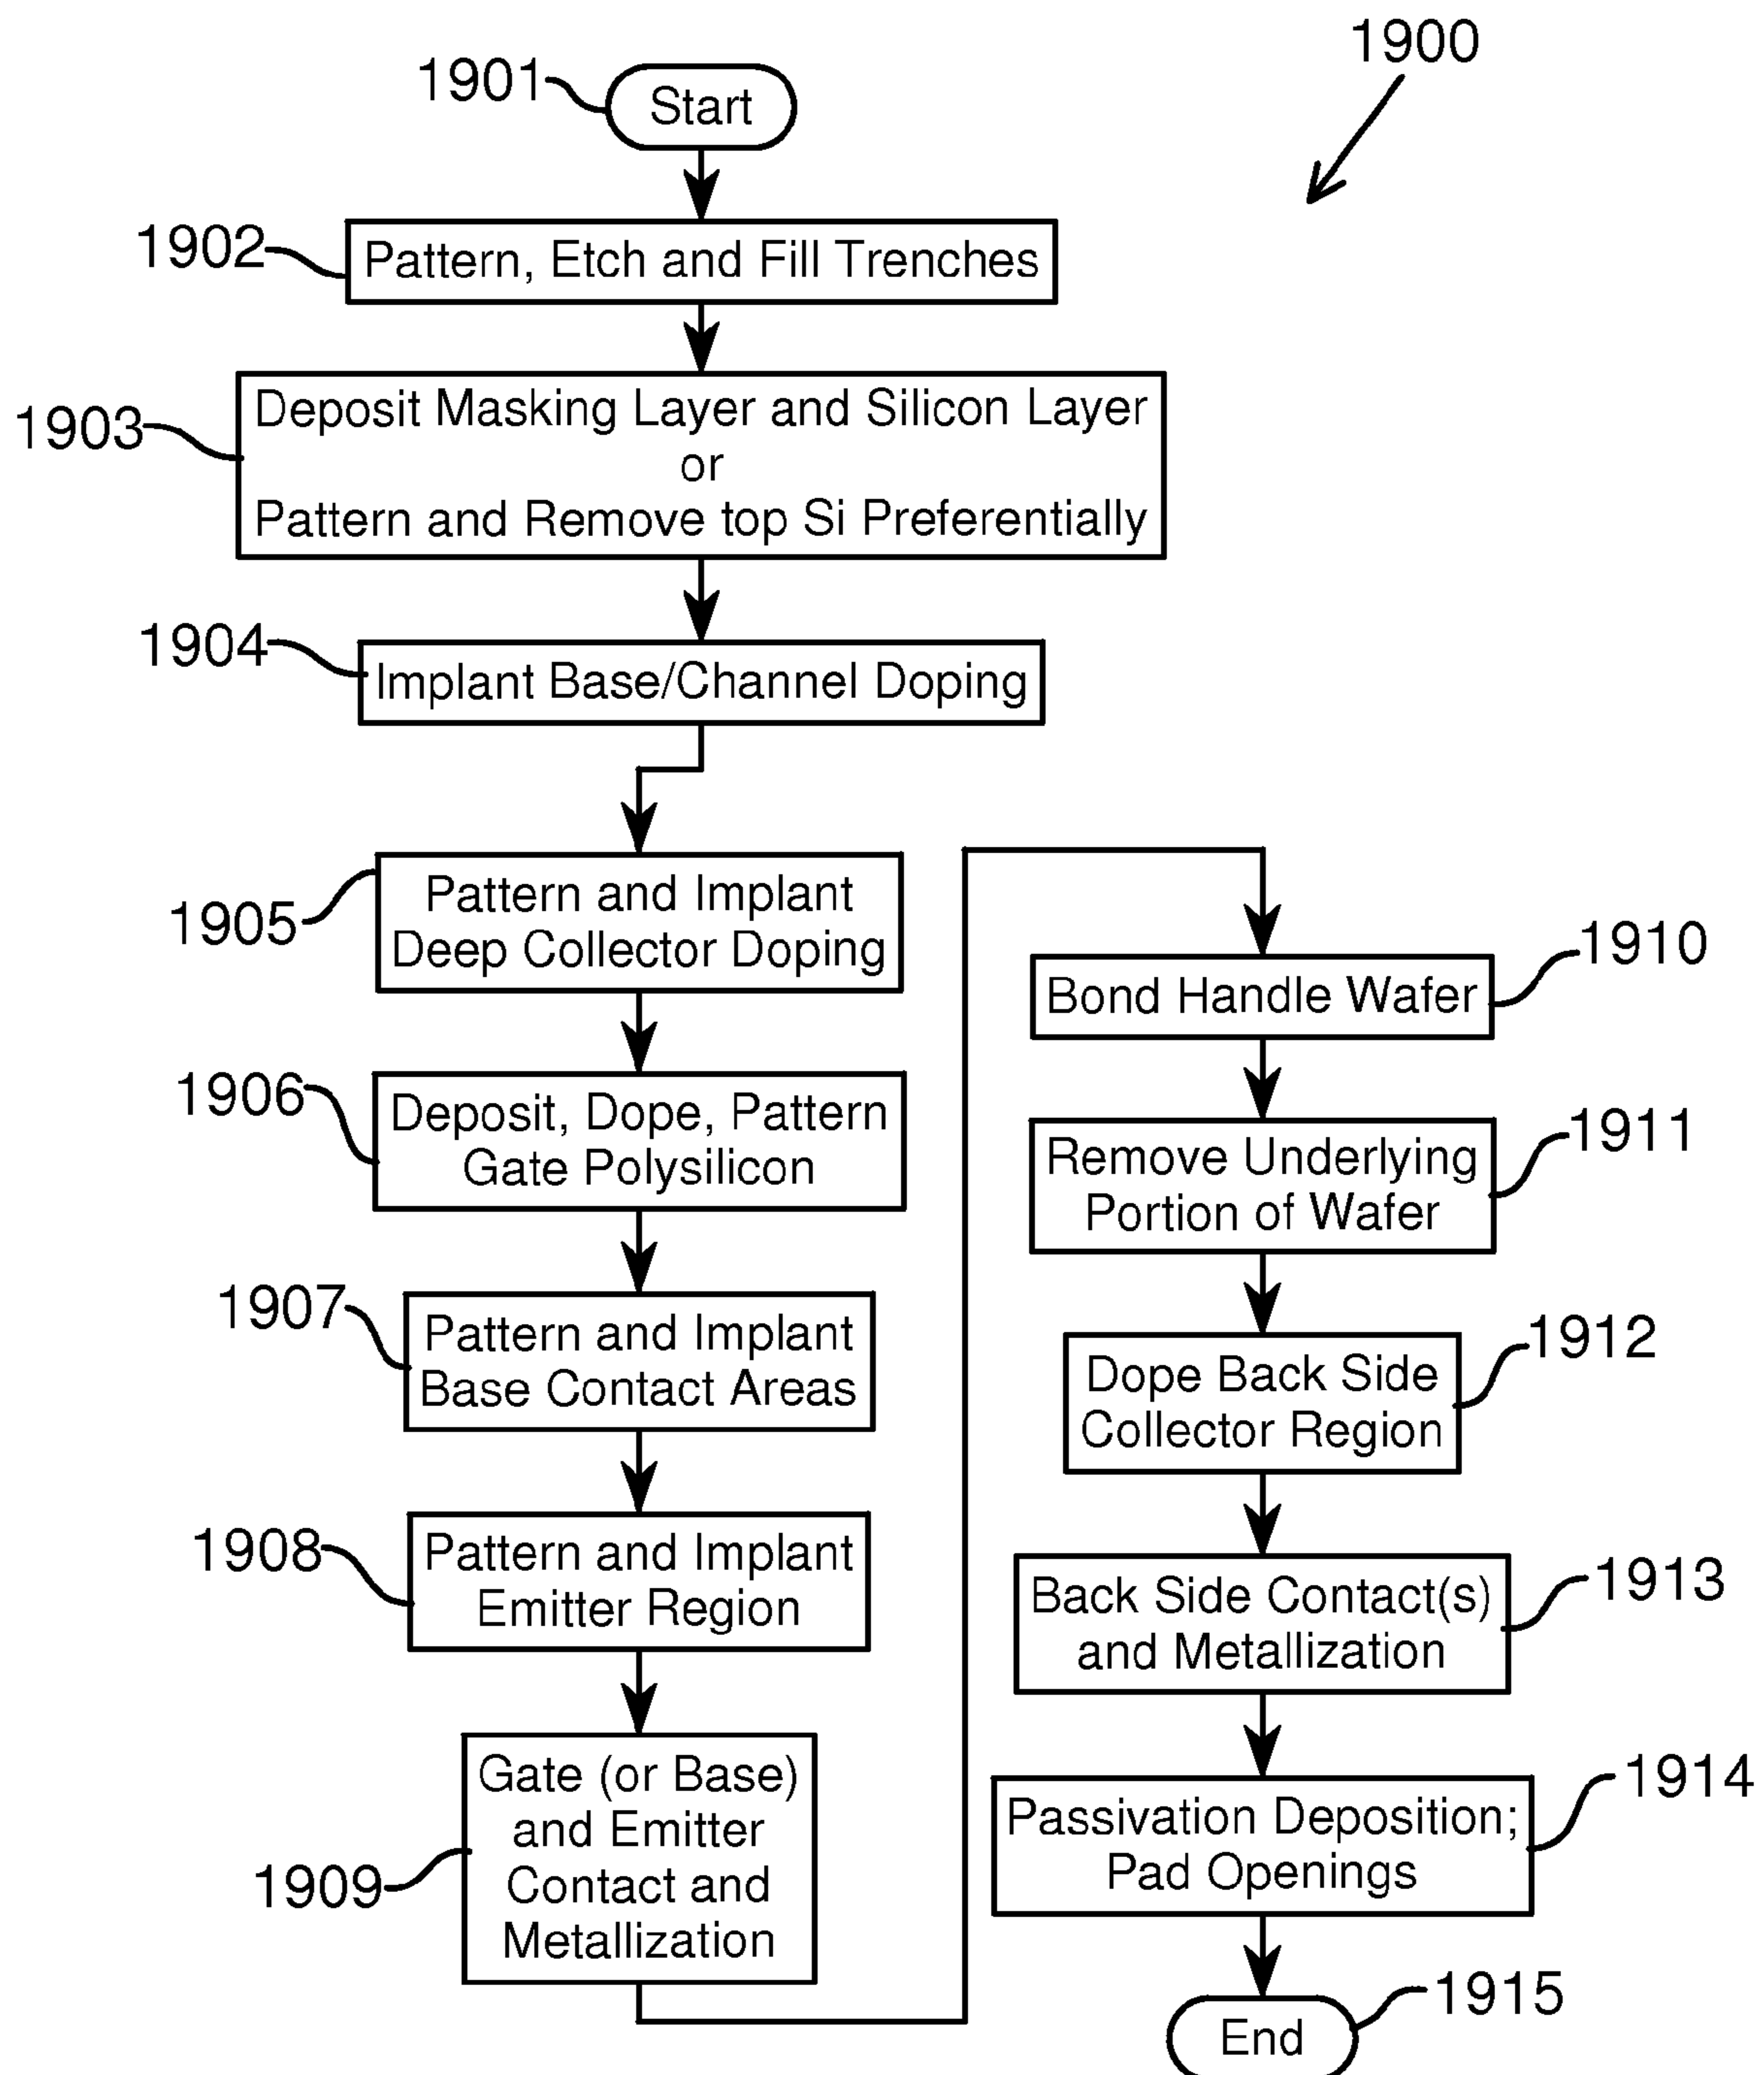 1900
1901
Start
1902
Pattern, Etch and Fill Trenches
1903
Deposit Masking Layer and Silicon Layer
or
Pattern and Remove top Si Preferentially
1904
Implant Base/Channel Doping
1905
Pattern and Implant
Deep Collector Doping
1906
Deposit, Dope, Pattern
Gate Polysilicon
1907
Pattern and Implant
Base Contact Areas
1908
Pattern and Implant
Emitter Region
1909
Gate (or Base)
and Emitter
Contact and
Metallization
1910
Bond Handle Wafer
1911
Remove Underlying
Portion of Wafer
1912
Dope Back Side
Collector Region
1913
Back Side Contact(s)
and Metallization
1914
Passivation Deposition;
Pad Openings
1915
End